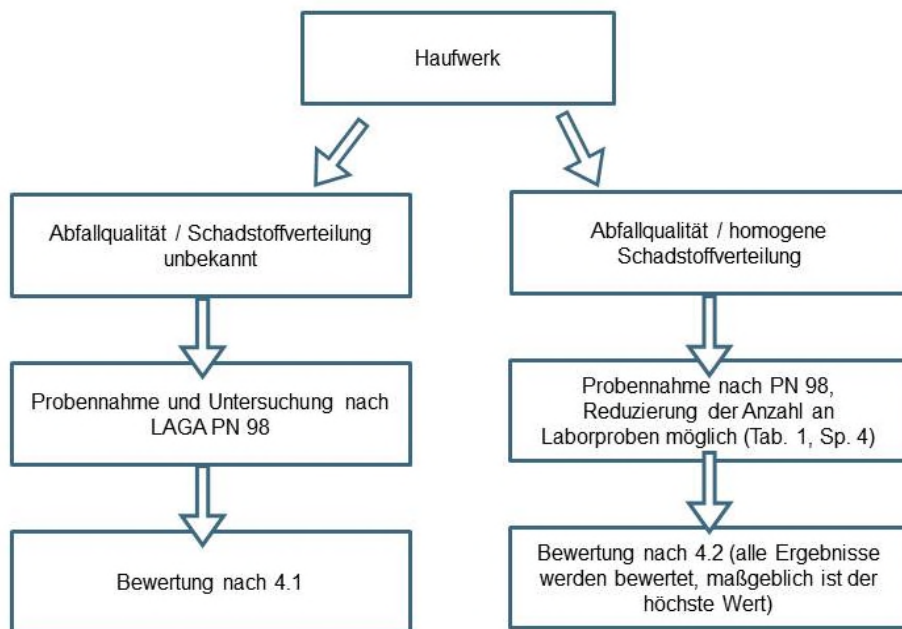 Haufwerk
Abfallqualität / Schadstoffverteilung
unbekannt
Abfallqualität / homogene
Schadstoffverteilung
Probennahme und Untersuchung nach
LAGA PN 98
Probennahme nach PN 98,
Reduzierung der Anzahl an
Laborproben möglich (Tab. 1, Sp. 4)
Bewertung nach 4.1
Bewertung nach 4.2 (alle Ergebnisse
werden bewertet, maßgeblich ist der
höchste Wert)